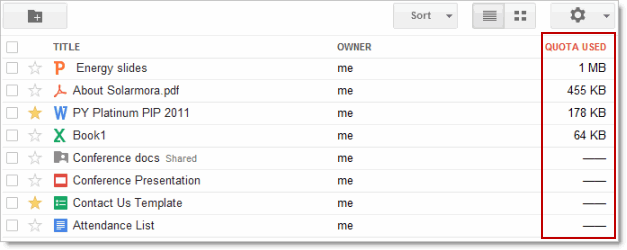 Sort
TITLE OWNER QUOTA USED
P Energy slides me 1 MB
About Solarmora.pdf me 455 KB
W PY Platinum PIP 2011 me 178 KB
X Book1 me 64 KB
Conference docs Shared me ——
Conference Presentation me ——
Contact Us Template me ——
Attendance List me ——